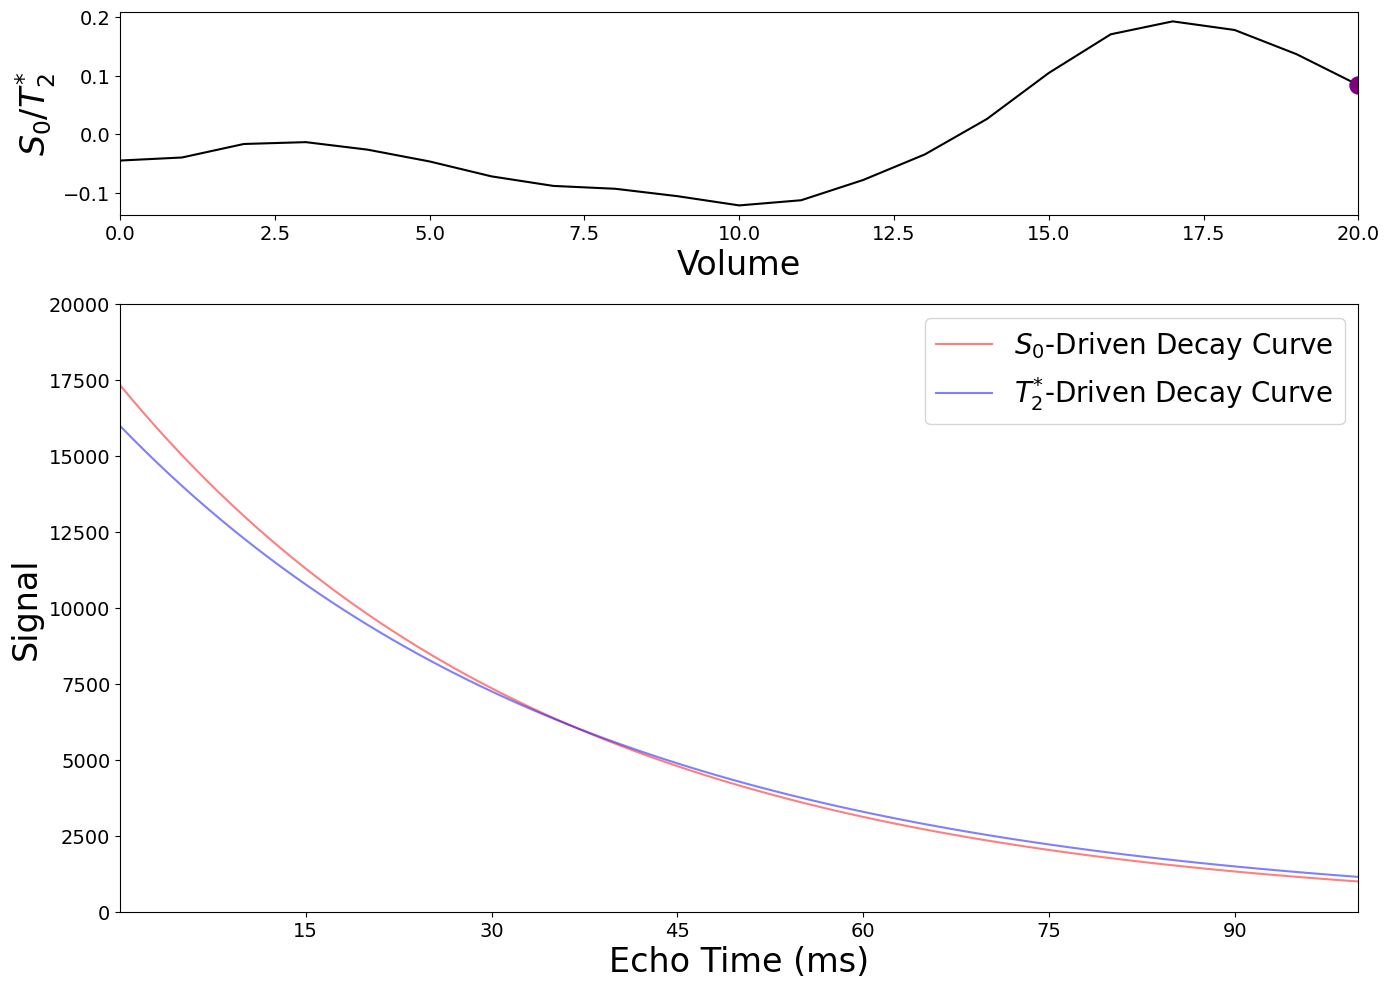 S₀/T₂*
0.2
0.1
0.0
−0.1
0.0 2.5 5.0 7.5 10.0 12.5 15.0 17.5 20.0
Volume
Signal
20000
17500
15000
12500
10000
7500
5000
2500
0
S₀-Driven Decay Curve
T₂*-Driven Decay Curve
15 30 45 60 75 90
Echo Time (ms)